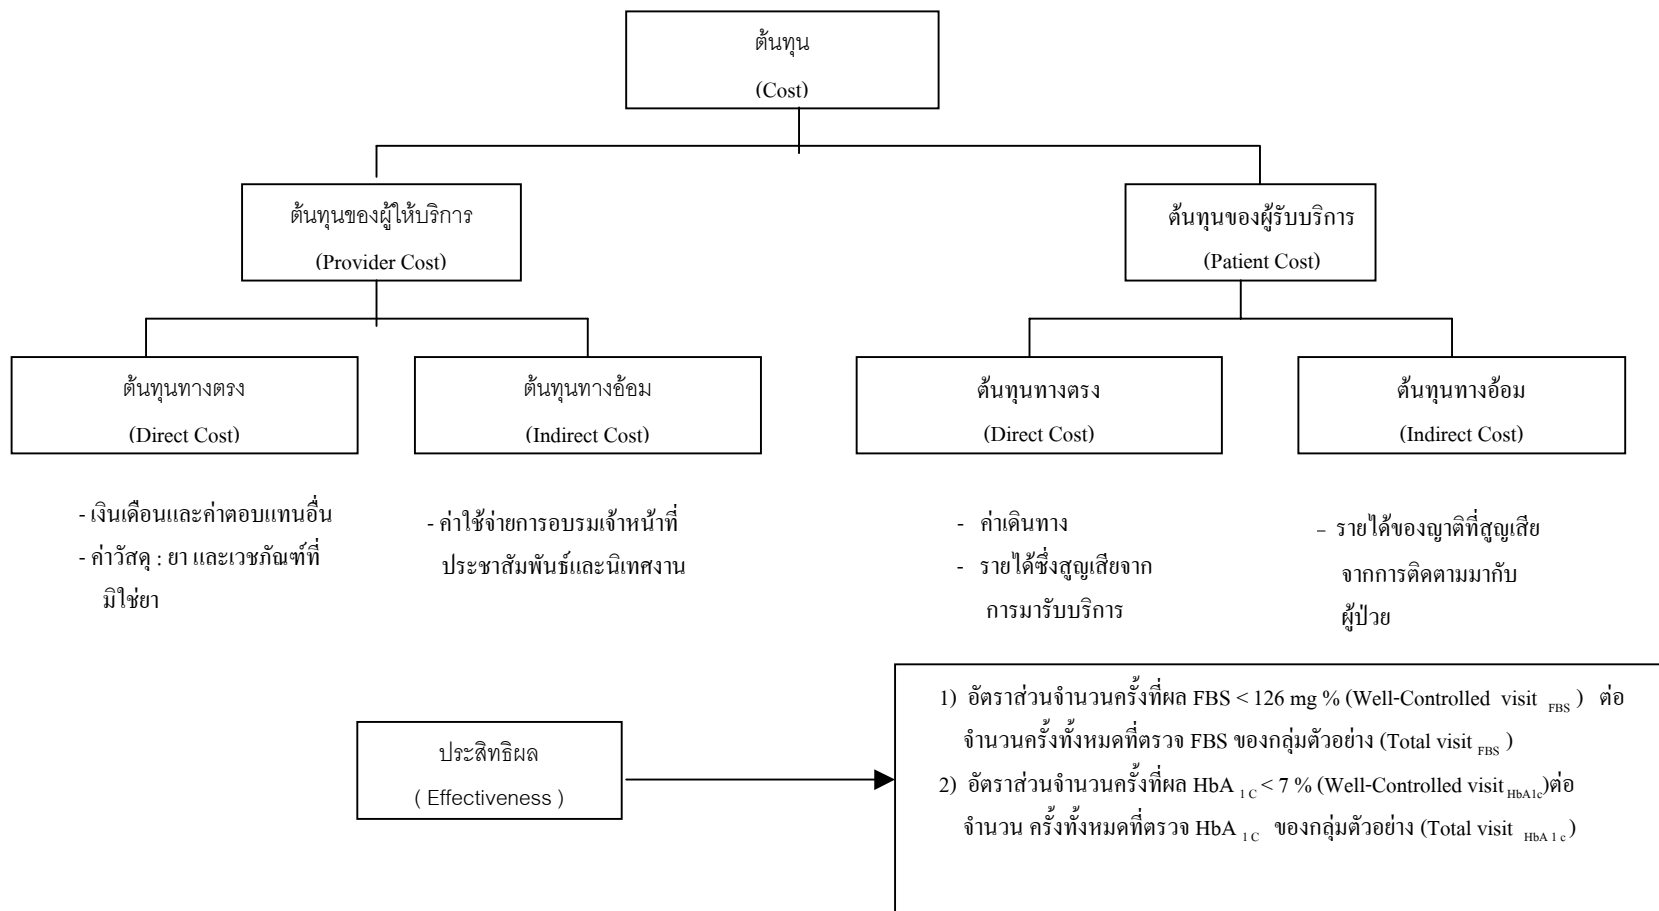 ต้นทุน
(Cost)
ต้นทุนของผู้ให้บริการ
(Provider Cost)
ต้นทุนของผู้รับบริการ
(Patient Cost)
ต้นทุนทางตรง
(Direct Cost)
ต้นทุนทางอ้อม
(Indirect Cost)
ต้นทุนทางตรง
(Direct Cost)
ต้นทุนทางอ้อม
(Indirect Cost)
- เงินเดือนและค่าตอบแทนอื่น
- ค่าวัสดุ : ยา และเวชภัณฑ์ที่
มิใช่ยา
- ค่าใช้จ่ายการอบรมเจ้าหน้าที่
ประชาสัมพันธ์และนิเทศงาน
- ค่าเดินทาง
- รายได้ซึ่งสูญเสียจาก
การมารับบริการ
– รายได้ของญาติที่สูญเสีย
จากการติดตามมากับ
ผู้ป่วย
ประสิทธิผล
( Effectiveness )
1) อัตราส่วนจำนวนครั้งที่ผล FBS < 126 mg % (Well-Controlled visit FBS ) ต่อ
จำนวนครั้งทั้งหมดที่ตรวจ FBS ของกลุ่มตัวอย่าง (Total visit FBS )
2) อัตราส่วนจำนวนครั้งที่ผล HbA 1 C < 7 % (Well-Controlled visit HbA1c)ต่อ
จำนวน ครั้งทั้งหมดที่ตรวจ HbA 1 C ของกลุ่มตัวอย่าง (Total visit HbA 1 c )